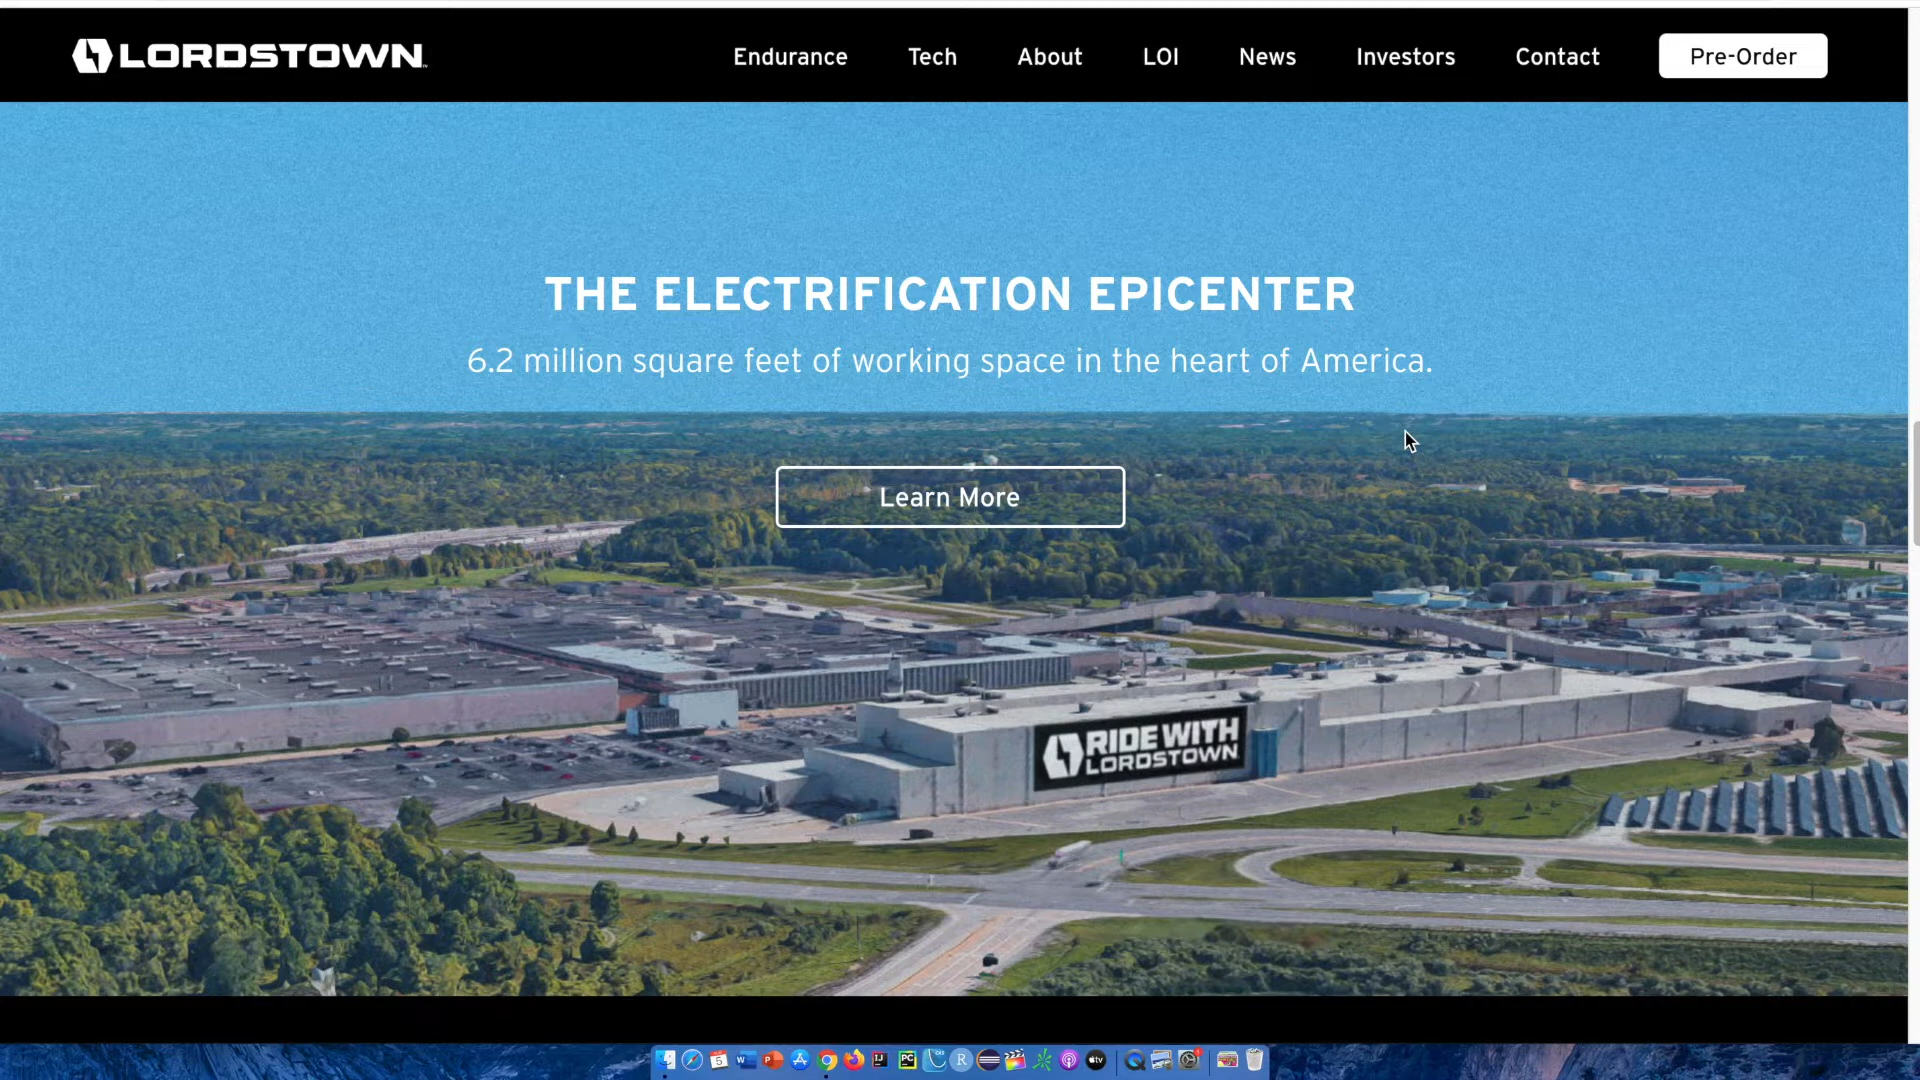 LORDSTOWN
Endurance Tech About LOI News Investors Contact Pre-Order
THE ELECTRIFICATION EPICENTER
6.2 million square feet of working space in the heart of America.
Learn More
RIDE WITH
LORDSTOWN